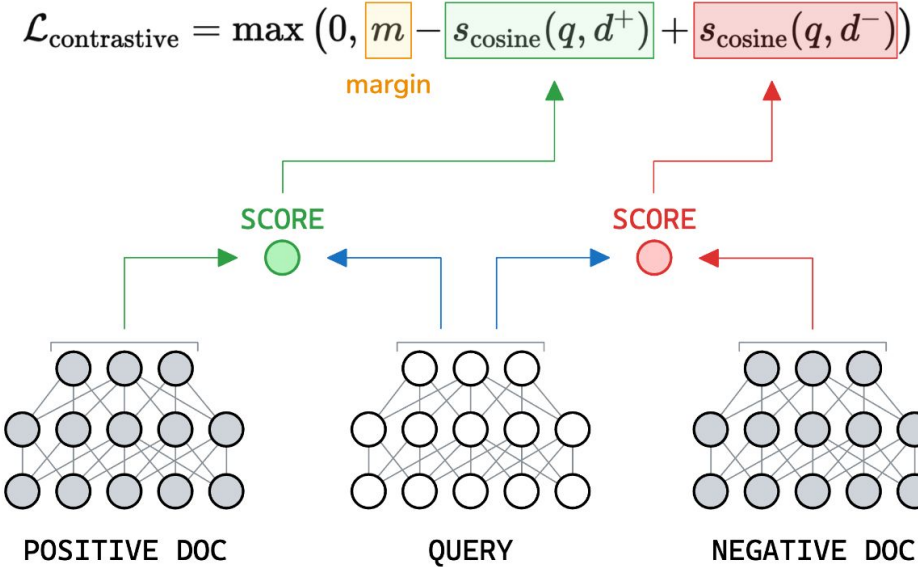 ℒcontrastive = max (0, m − scosine(q, d⁺) + scosine(q, d⁻))
margin
SCORE SCORE
POSITIVE DOC QUERY NEGATIVE DOC